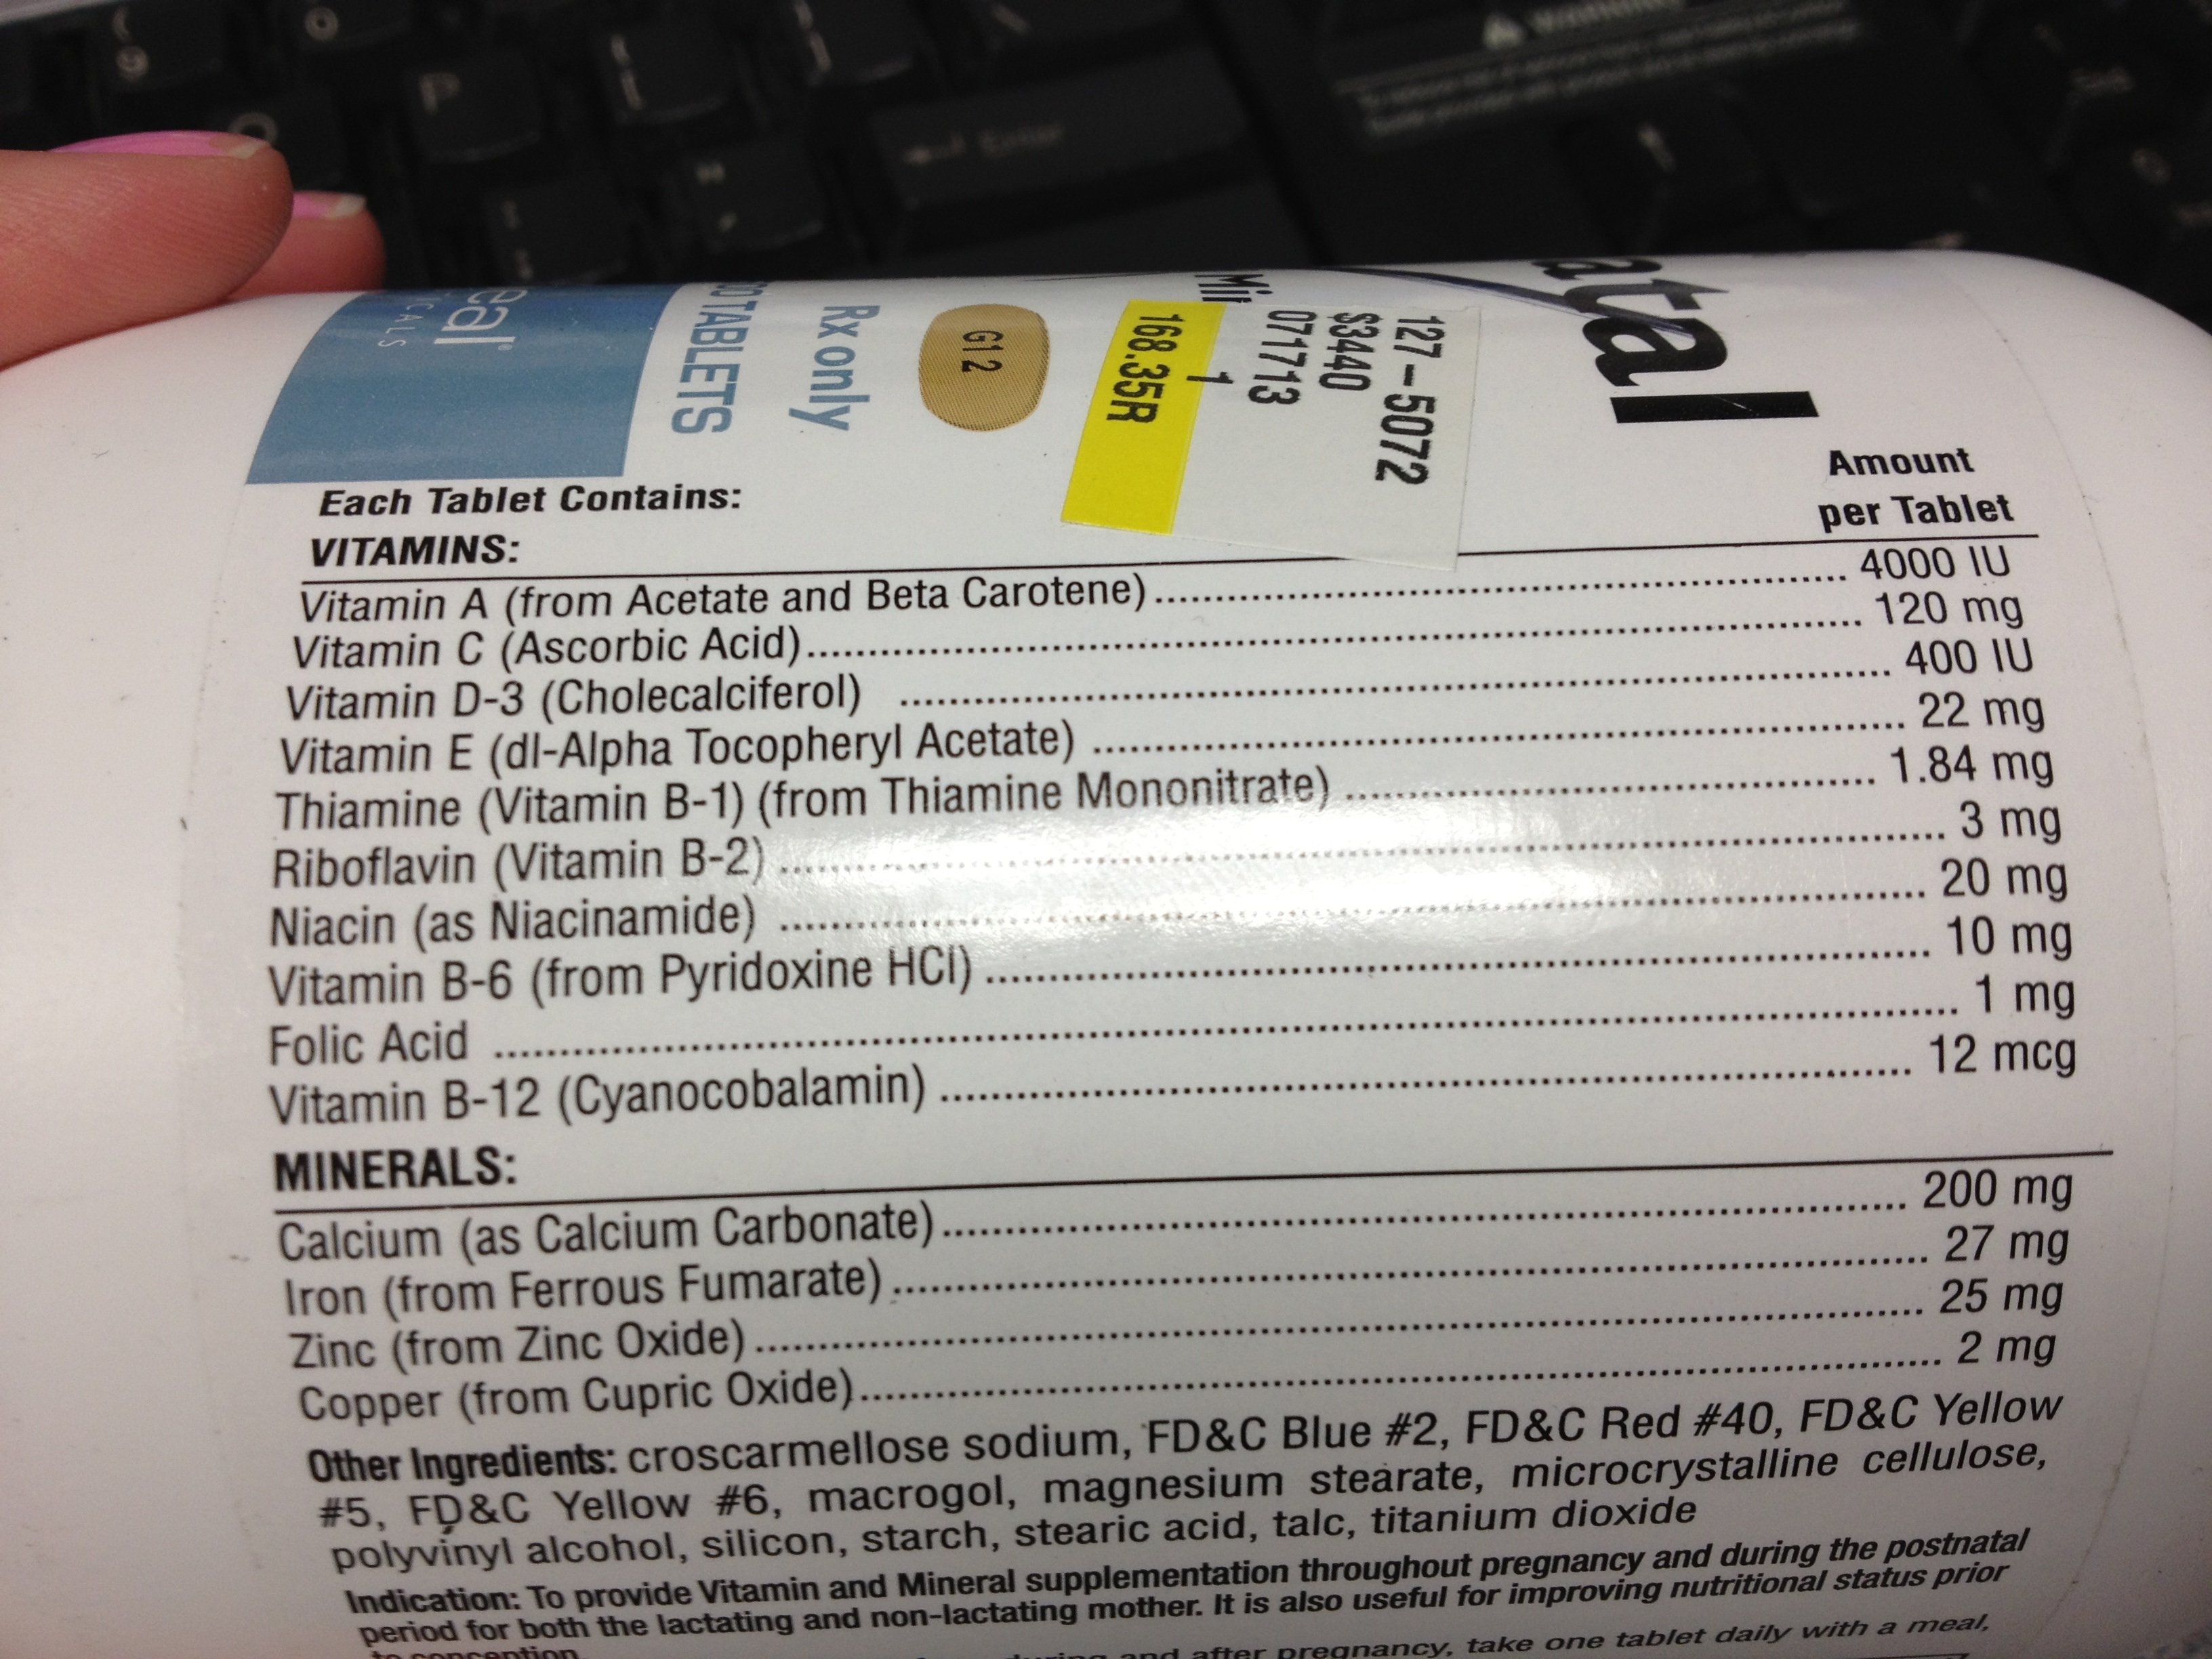 9
0
P
Enter
eal®
CALS
TABLETS
Rx only
G12
168.35R
1
071713
$3440
127-5072
atal
Amount
per Tablet
Each Tablet Contains:
VITAMINS:
Vitamin A (from Acetate and Beta Carotene) .......... 4000 IU
Vitamin C (Ascorbic Acid) .......... 120 mg
Vitamin D-3 (Cholecalciferol) .......... 400 IU
Vitamin E (dl-Alpha Tocopheryl Acetate) .......... 22 mg
Thiamine (Vitamin B-1) (from Thiamine Mononitrate) .......... 1.84 mg
Riboflavin (Vitamin B-2) .......... 3 mg
Niacin (as Niacinamide) .......... 20 mg
Vitamin B-6 (from Pyridoxine HCl) .......... 10 mg
Folic Acid .......... 1 mg
Vitamin B-12 (Cyanocobalamin) .......... 12 mcg
MINERALS:
Calcium (as Calcium Carbonate) .......... 200 mg
Iron (from Ferrous Fumarate) .......... 27 mg
Zinc (from Zinc Oxide) .......... 25 mg
Copper (from Cupric Oxide) .......... 2 mg
Other Ingredients: croscarmellose sodium, FD&C Blue #2, FD&C Red #40, FD&C Yellow
#5, FD&C Yellow #6, macrogol, magnesium stearate, microcrystalline cellulose,
polyvinyl alcohol, silicon, starch, stearic acid, talc, titanium dioxide
Indication: To provide Vitamin and Mineral supplementation throughout pregnancy and during the postnatal
period for both the lactating and non-lactating mother. It is also useful for improving nutritional status prior
to conception
during and after pregnancy, take one tablet daily with a meal,